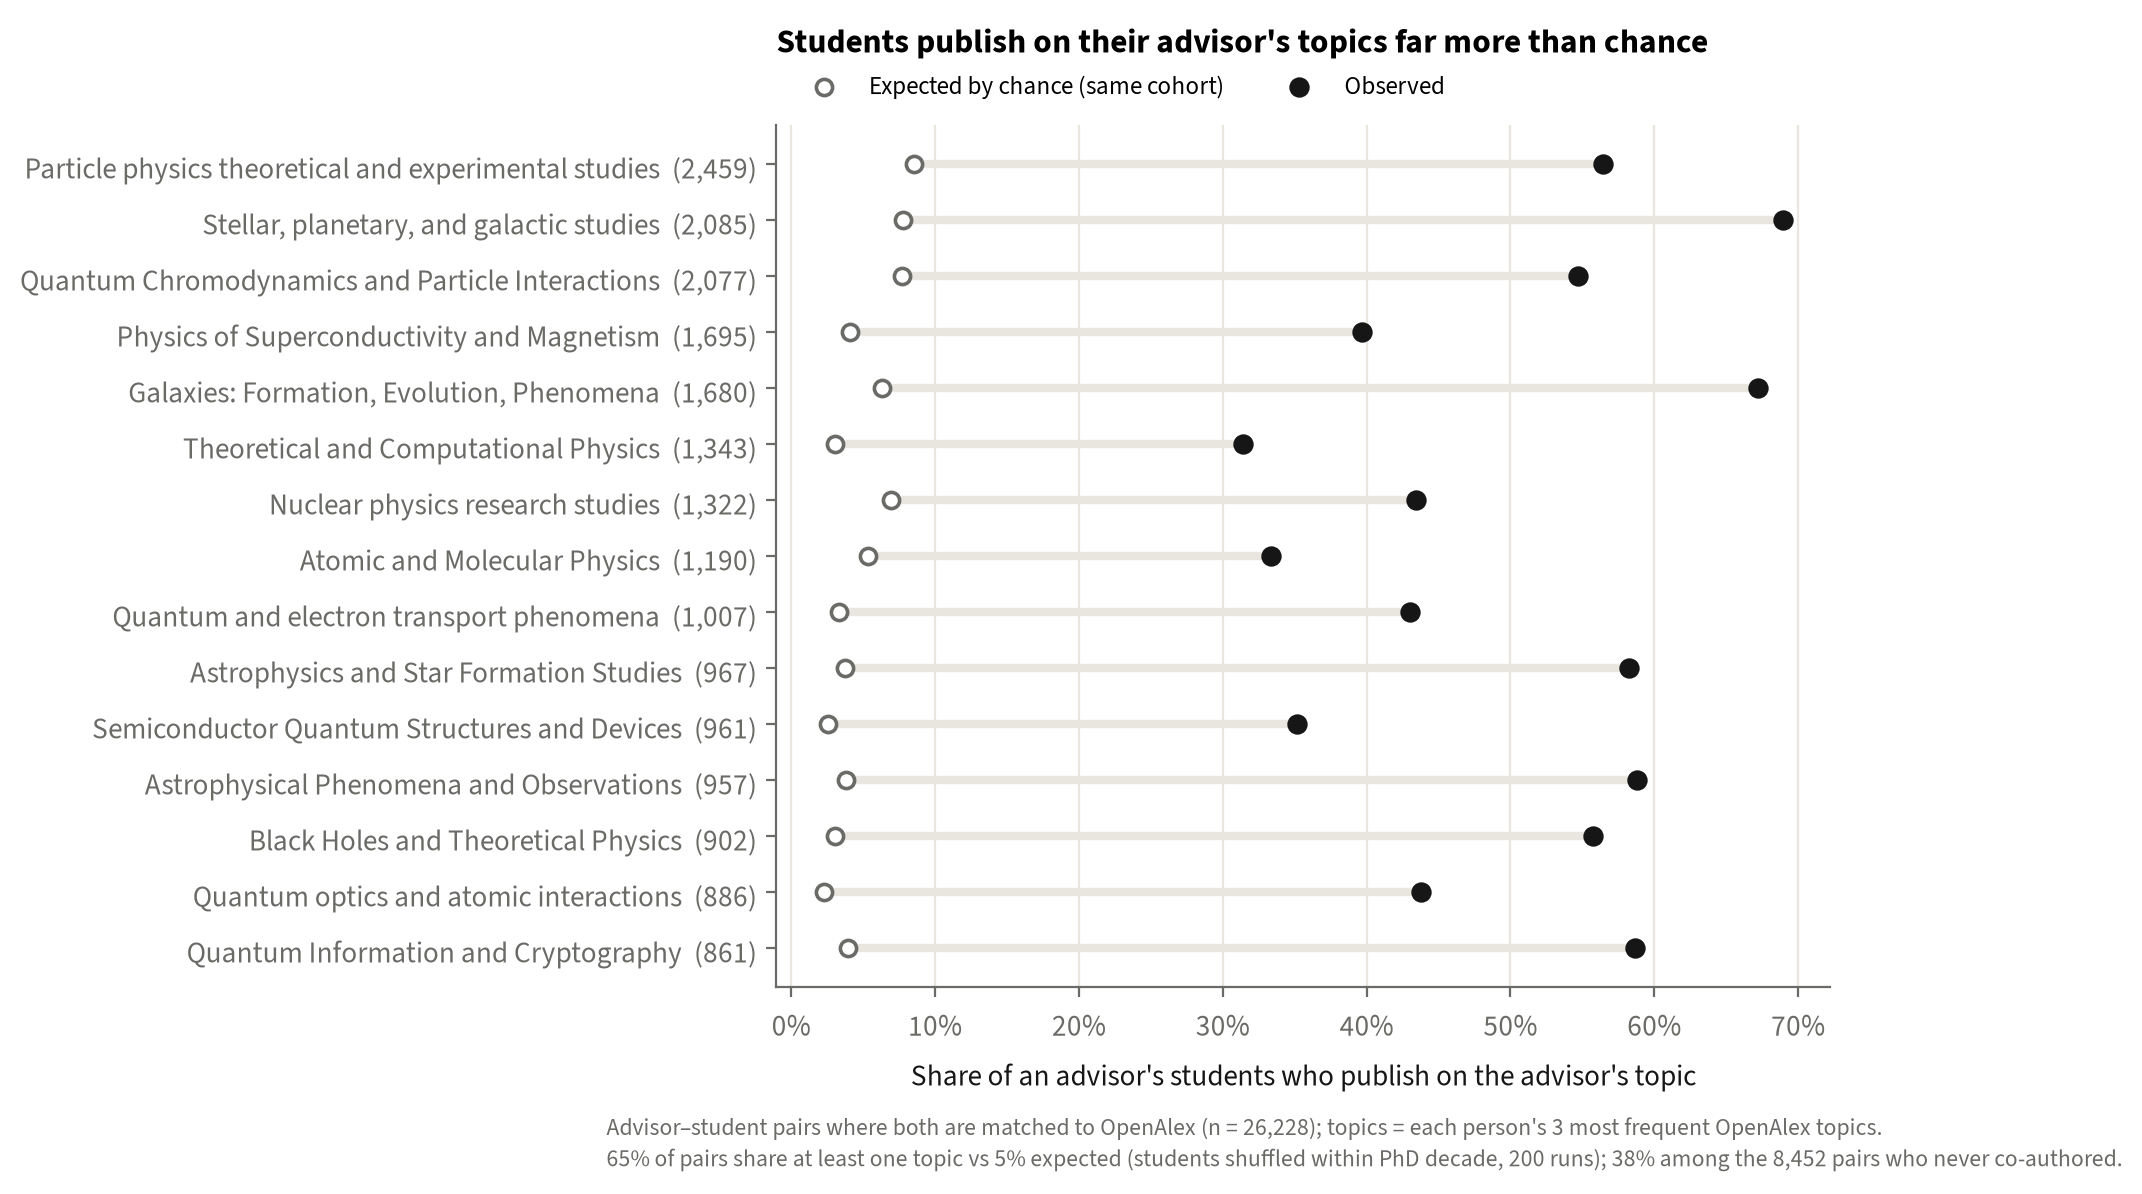 Students publish on their advisor's topics far more than chance
Expected by chance (same cohort) Observed
Particle physics theoretical and experimental studies (2,459)
Stellar, planetary, and galactic studies (2,085)
Quantum Chromodynamics and Particle Interactions (2,077)
Physics of Superconductivity and Magnetism (1,695)
Galaxies: Formation, Evolution, Phenomena (1,680)
Theoretical and Computational Physics (1,343)
Nuclear physics research studies (1,322)
Atomic and Molecular Physics (1,190)
Quantum and electron transport phenomena (1,007)
Astrophysics and Star Formation Studies (967)
Semiconductor Quantum Structures and Devices (961)
Astrophysical Phenomena and Observations (957)
Black Holes and Theoretical Physics (902)
Quantum optics and atomic interactions (886)
Quantum Information and Cryptography (861)
0% 10% 20% 30% 40% 50% 60% 70%
Share of an advisor's students who publish on the advisor's topic
Advisor–student pairs where both are matched to OpenAlex (n = 26,228); topics = each person's 3 most frequent OpenAlex topics.
65% of pairs share at least one topic vs 5% expected (students shuffled within PhD decade, 200 runs); 38% among the 8,452 pairs who never co-authored.